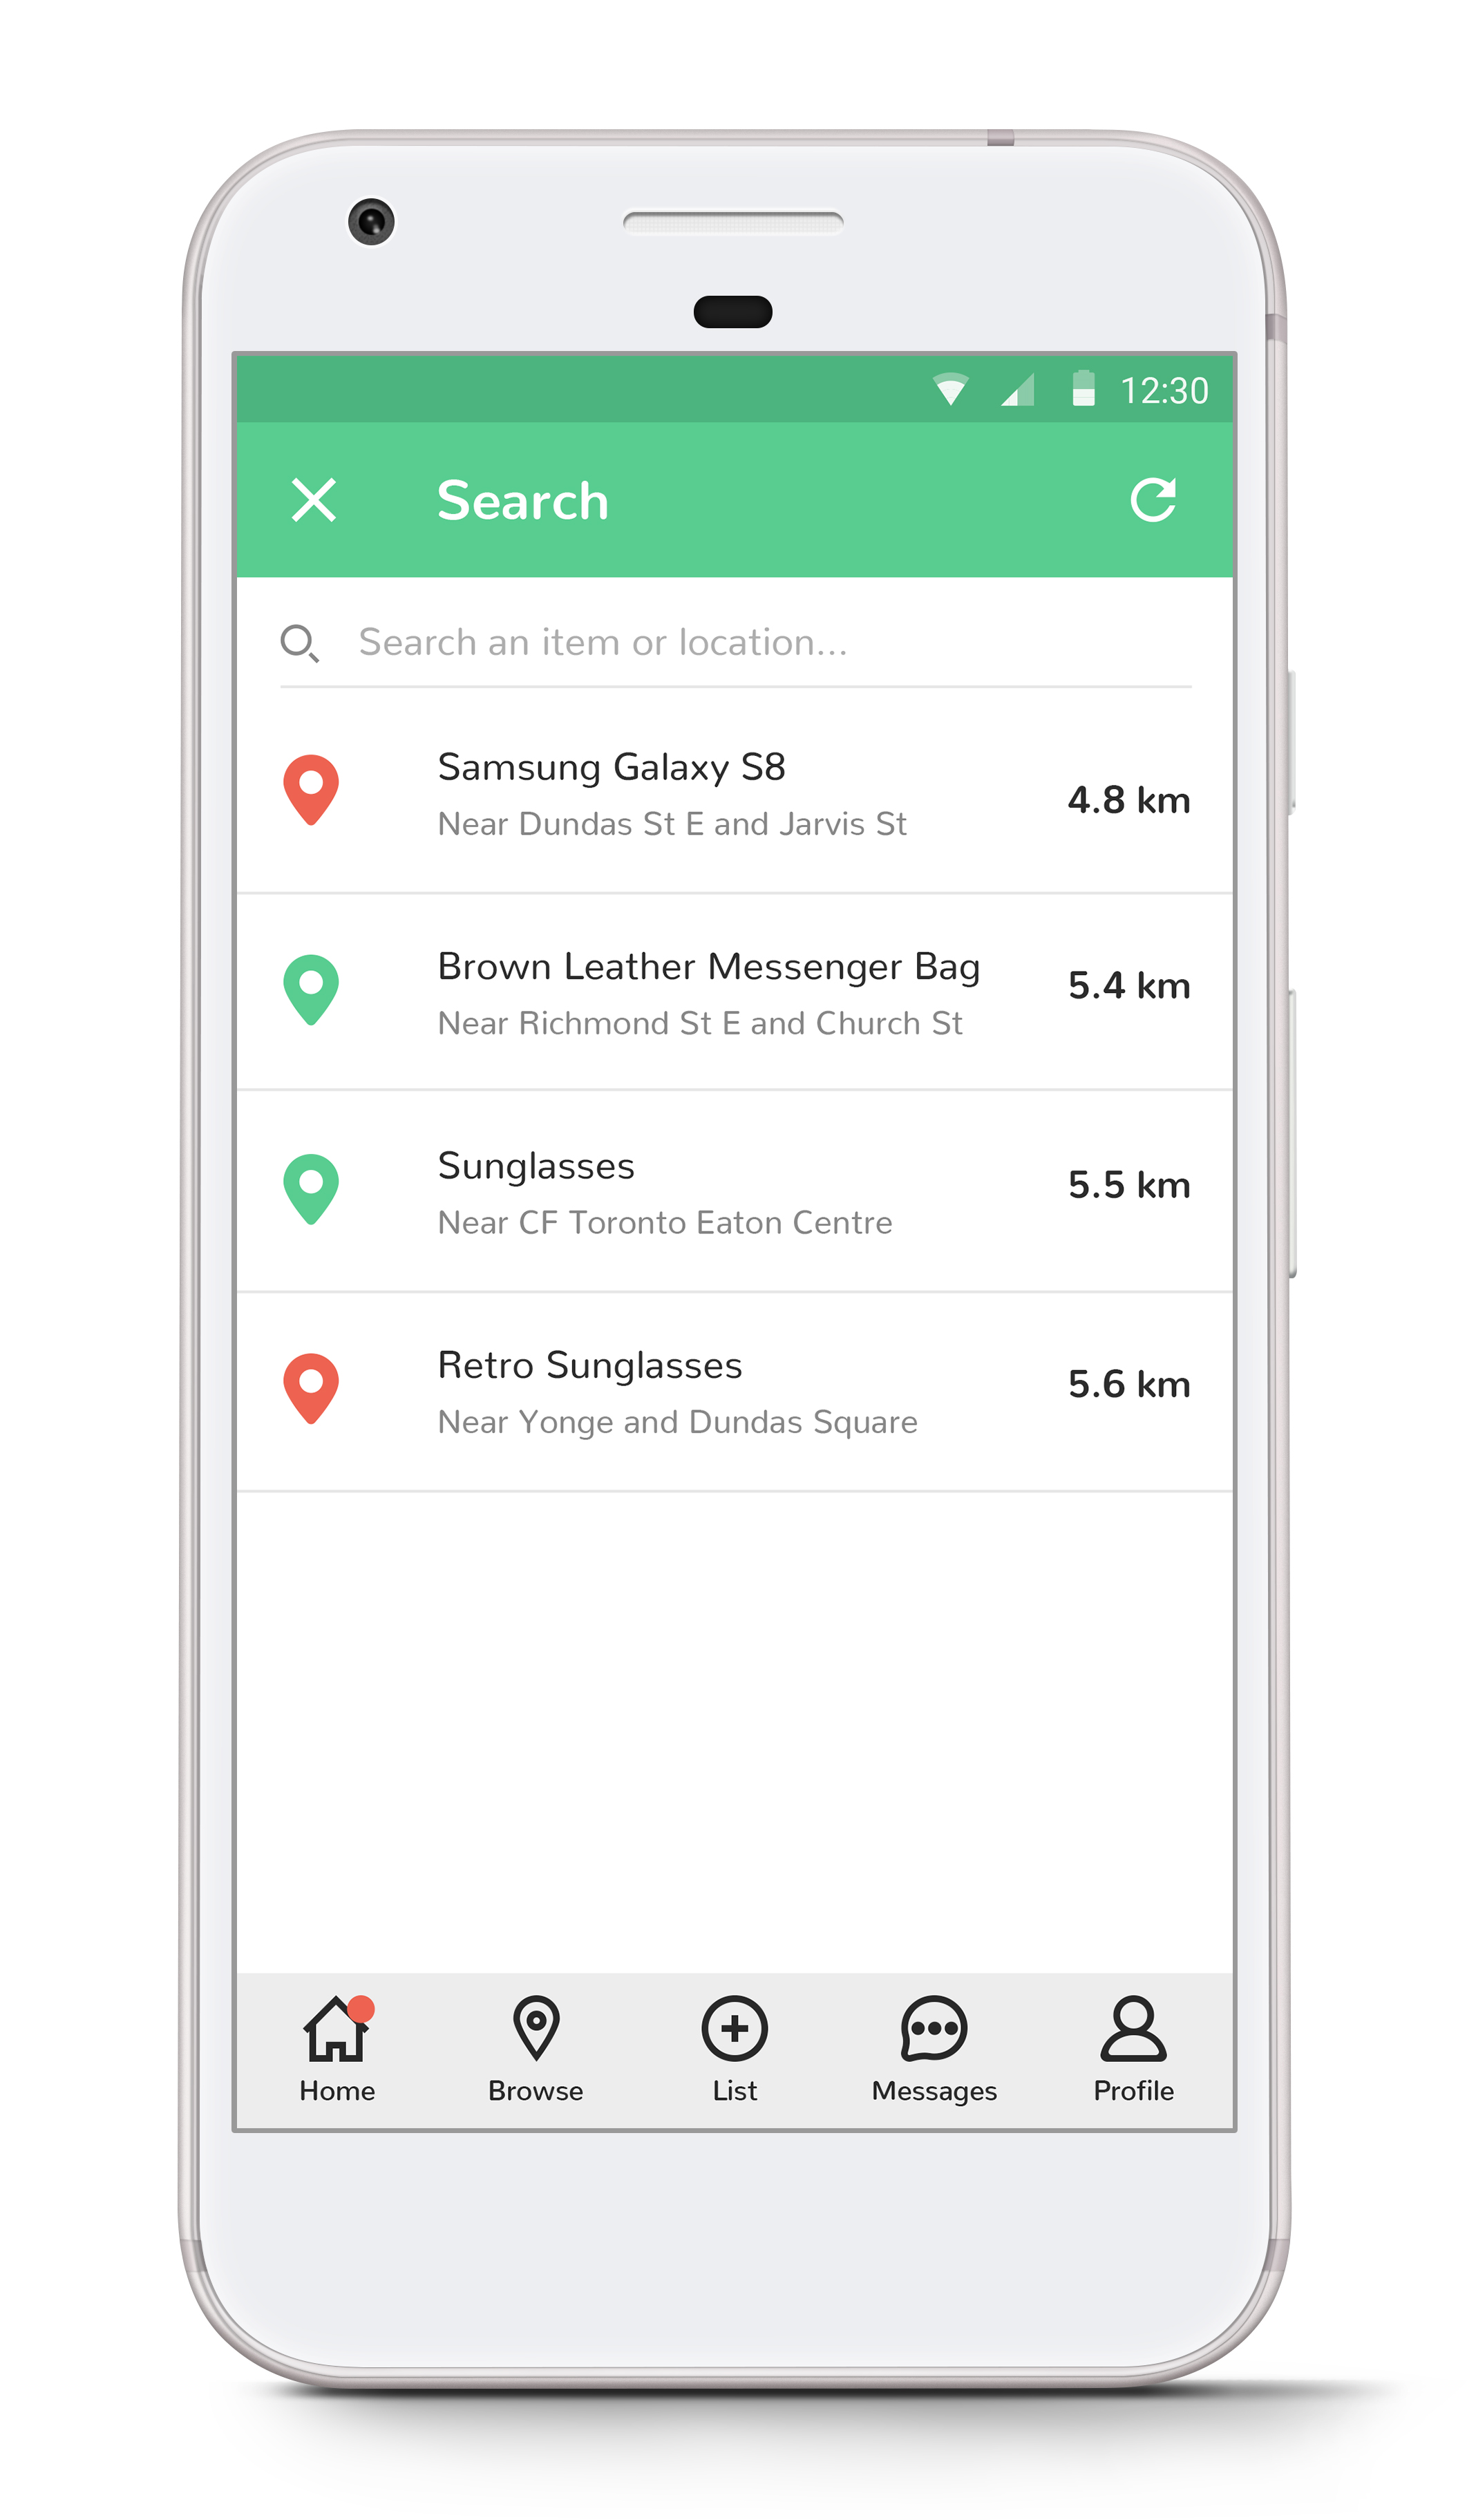 12:30
Search
Search an item or location...
Samsung Galaxy S8
Near Dundas St E and Jarvis St
4.8 km
Brown Leather Messenger Bag
Near Richmond St E and Church St
5.4 km
Sunglasses
Near CF Toronto Eaton Centre
5.5 km
Retro Sunglasses
Near Yonge and Dundas Square
5.6 km
Home Browse List Messages Profile